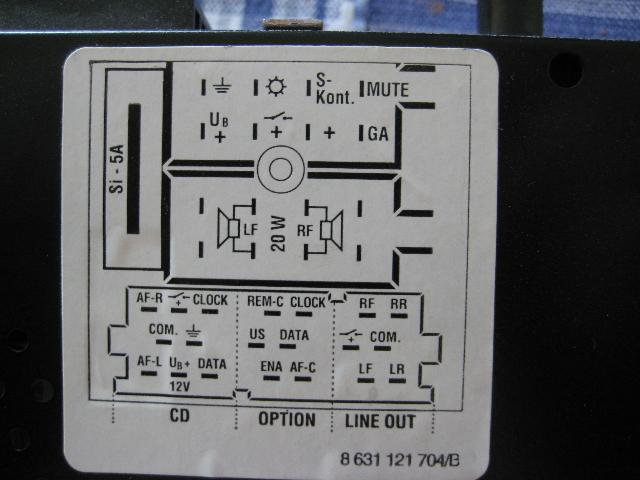 S-
Kont. MUTE
UB
+ + + GA
Si - 5A
LF 20 W RF
AF-R + CLOCK REM-C CLOCK RF RR
COM. US DATA + COM.
AF-L UB+ DATA ENA AF-C LF LR
12V
CD OPTION LINE OUT
8 631 121 704/B